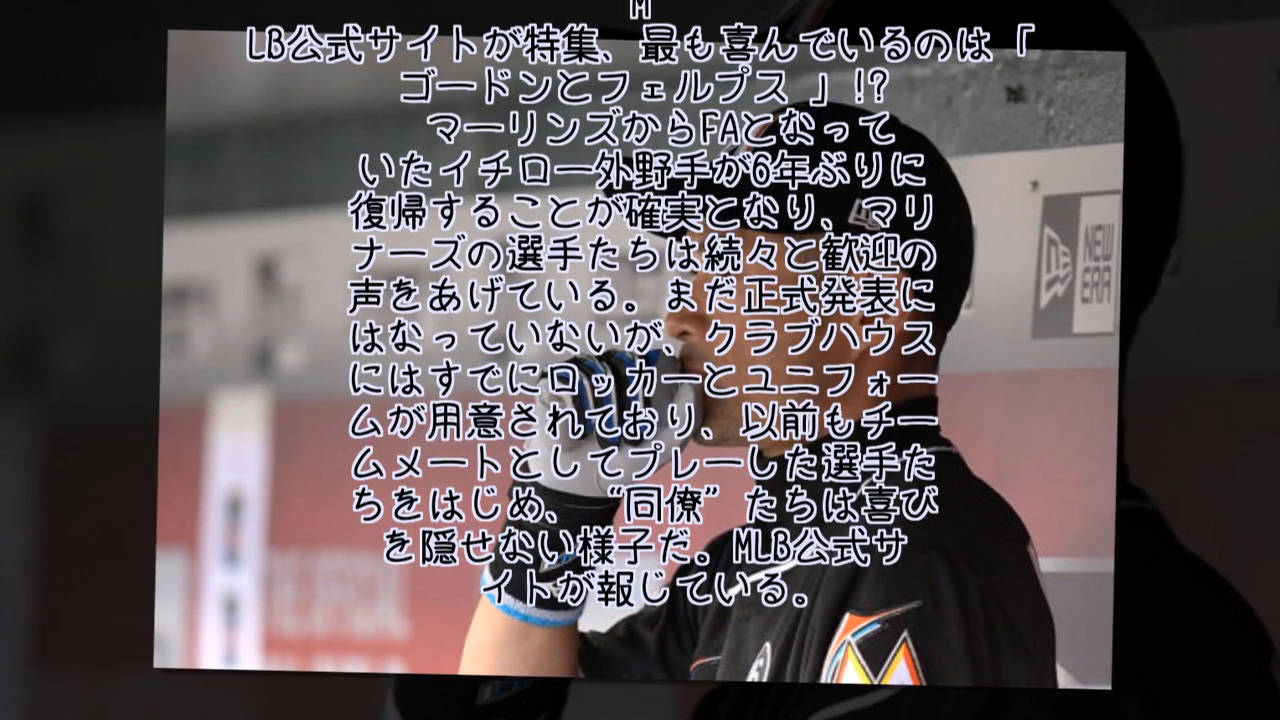 M
LB公式サイトが特集、最も喜んでいるのは「
ゴードンとフェルプス」!?
マーリンズからFAとなって
いたイチロー外野手が6年ぶりに
復帰することが確実となり、マリ
ナーズの選手たちは続々と歓迎の
声をあげている。まだ正式発表に
はなっていないが、クラブハウス
にはすでにロッカーとユニフォー
ムが用意されており、以前もチー
ムメートとしてプレーした選手た
ちをはじめ、“同僚”たちは喜び
を隠せない様子だ。MLB公式サ
イトが報じている。
NEW
ERA